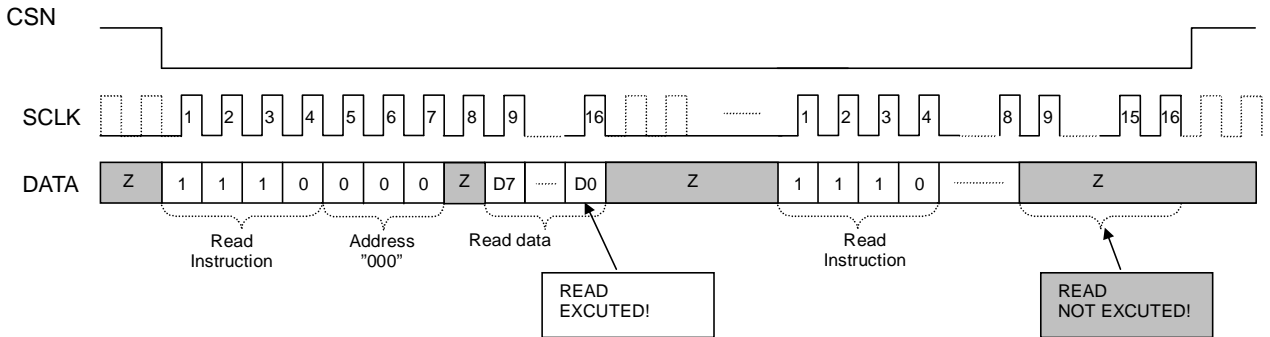 CSN
SCLK 1 2 3 4 5 6 7 8 9 16 1 2 3 4 8 9 15 16
DATA Z 1 1 1 0 0 0 0 Z D7 D0 Z 1 1 1 0 Z
Read
Instruction
Address
"000"
Read data
Read
Instruction
READ
EXCUTED!
READ
NOT EXCUTED!